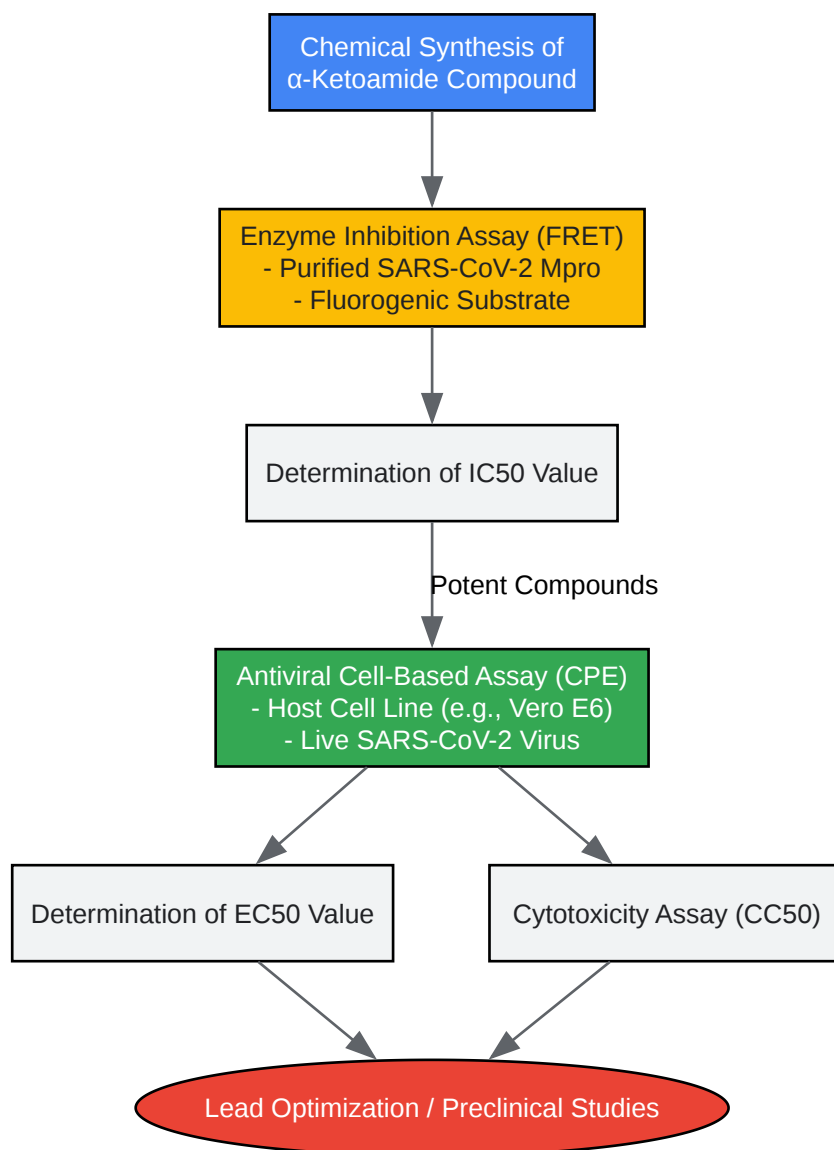 Chemical Synthesis of
α-Ketoamide Compound
Enzyme Inhibition Assay (FRET)
- Purified SARS-CoV-2 Mpro
- Fluorogenic Substrate
Determination of IC50 Value
Potent Compounds
Antiviral Cell-Based Assay (CPE)
- Host Cell Line (e.g., Vero E6)
- Live SARS-CoV-2 Virus
Determination of EC50 Value
Cytotoxicity Assay (CC50)
Lead Optimization / Preclinical Studies